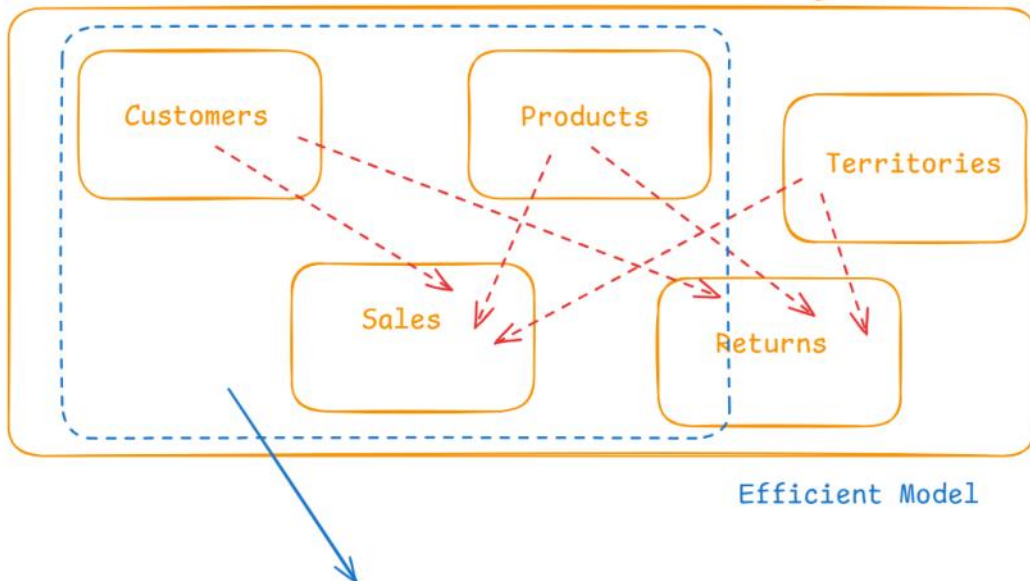 Customers
Products
Territories
Sales
Returns
Efficient Model